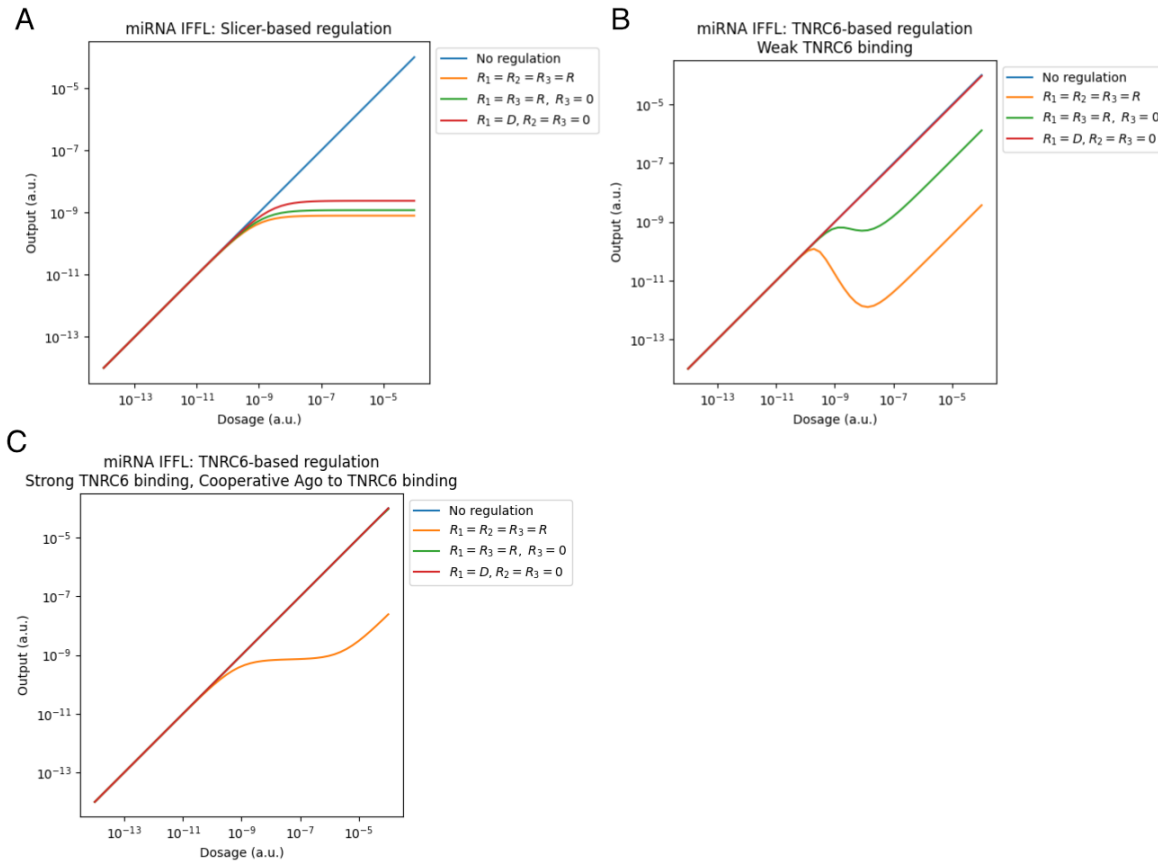 A
miRNA IFFL: Slicer-based regulation
10⁻⁵
10⁻⁷
10⁻⁹
10⁻¹¹
10⁻¹³
Output (a.u.)
10⁻¹³ 10⁻¹¹ 10⁻⁹ 10⁻⁷ 10⁻⁵
Dosage (a.u.)
No regulation
R₁ = R₂ = R₃ = R
R₁ = R₃ = R, R₃ = 0
R₁ = D, R₂ = R₃ = 0
B
miRNA IFFL: TNRC6-based regulation
Weak TNRC6 binding
10⁻⁵
10⁻⁷
10⁻⁹
10⁻¹¹
10⁻¹³
Output (a.u.)
10⁻¹³ 10⁻¹¹ 10⁻⁹ 10⁻⁷ 10⁻⁵
Dosage (a.u.)
No regulation
R₁ = R₂ = R₃ = R
R₁ = R₃ = R, R₃ = 0
R₁ = D, R₂ = R₃ = 0
C
miRNA IFFL: TNRC6-based regulation
Strong TNRC6 binding, Cooperative Ago to TNRC6 binding
10⁻⁵
10⁻⁷
10⁻⁹
10⁻¹¹
10⁻¹³
Output (a.u.)
10⁻¹³ 10⁻¹¹ 10⁻⁹ 10⁻⁷ 10⁻⁵
Dosage (a.u.)
No regulation
R₁ = R₂ = R₃ = R
R₁ = R₃ = R, R₃ = 0
R₁ = D, R₂ = R₃ = 0